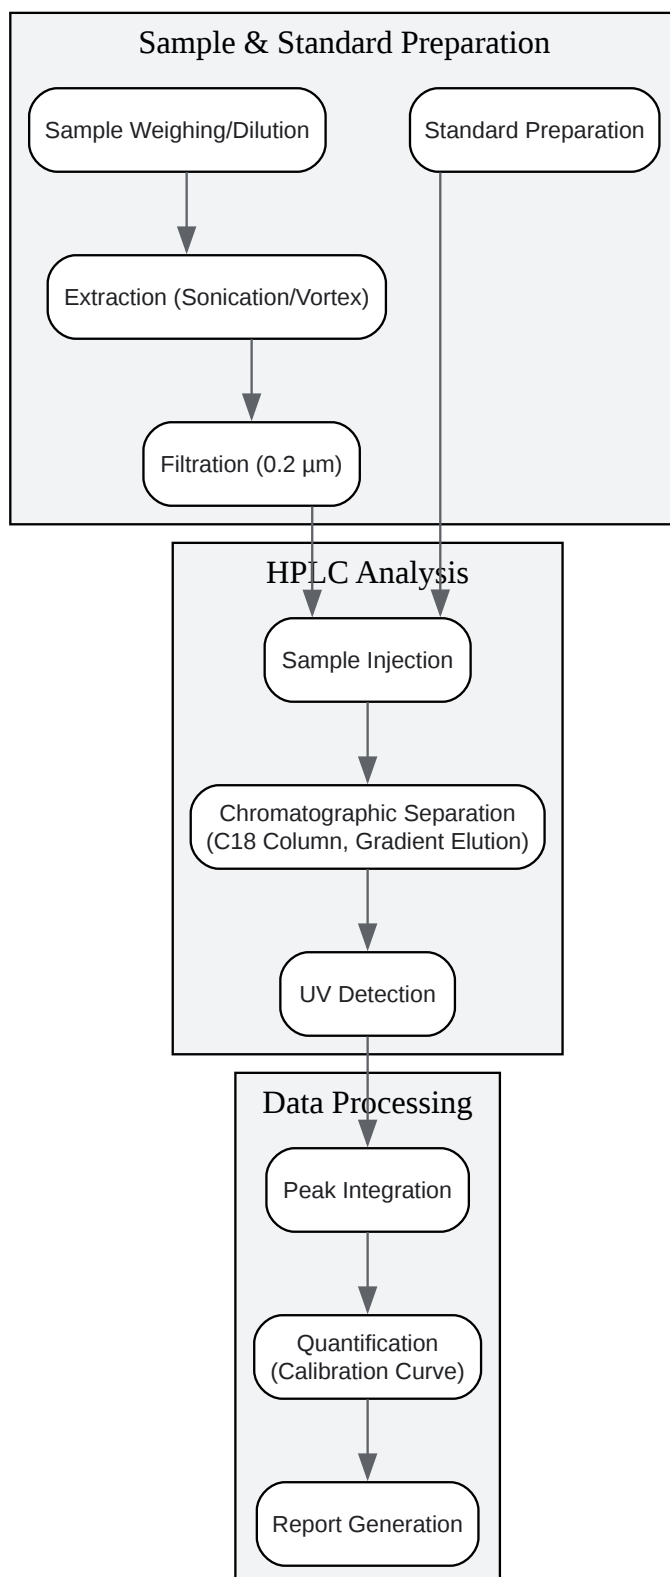 Sample & Standard Preparation
Sample Weighing/Dilution
Standard Preparation
Extraction (Sonication/Vortex)
Filtration (0.2 µm)
HPLC Analysis
Sample Injection
Chromatographic Separation
(C18 Column, Gradient Elution)
UV Detection
Data Processing
Peak Integration
Quantification
(Calibration Curve)
Report Generation